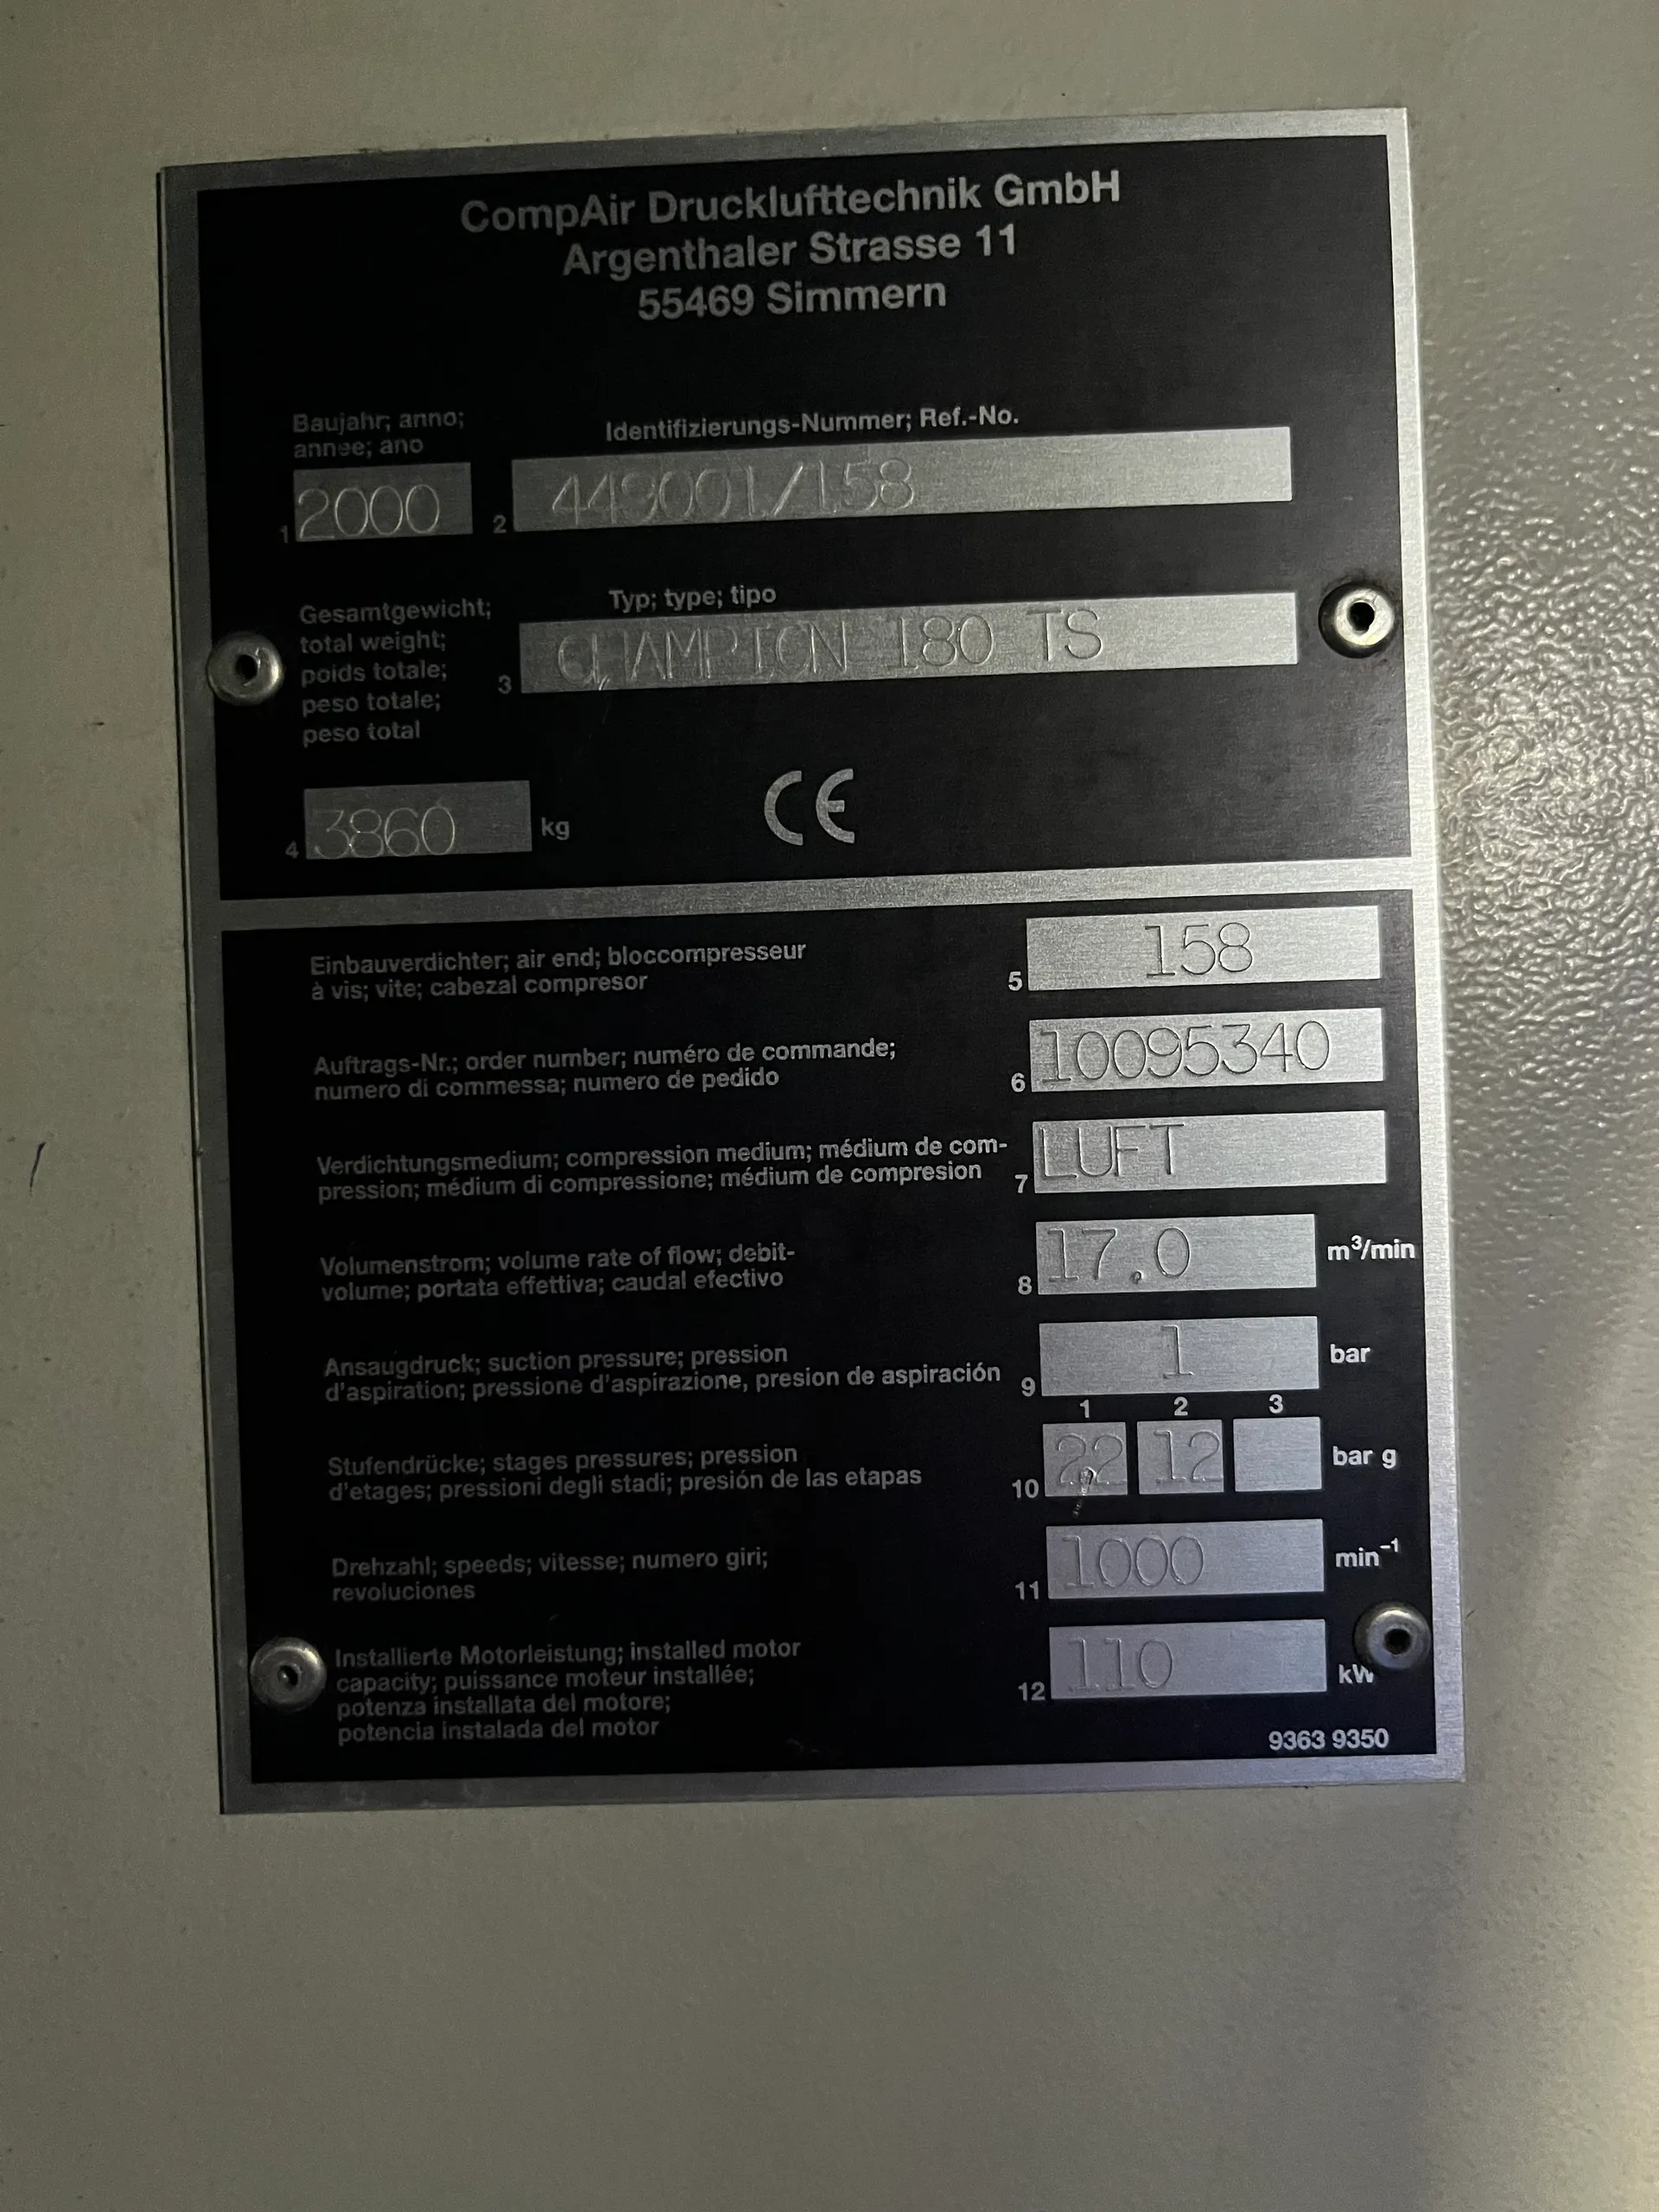 CompAir Drucklufttechnik GmbH
Argenthaler Strasse 11
55469 Simmern
Baujahr; anno;
annee; ano
Identifizierungs-Nummer; Ref.-No.
1 2000
2 449001/158
Gesamtgewicht;
total weight;
poids totale;
peso totale;
peso total
Typ; type; tipo
3 CHAMPION 180 TS
4 3860 kg
CE
Einbauverdichter; air end; bloccompresseur
à vis; vite; cabezal compresor
5 158
Auftrags-Nr.; order number; numéro de commande;
numero di commessa; numero de pedido
6 10095340
Verdichtungsmedium; compression medium; médium de com-
pression; médium di compressione; médium de compresion
7 LUFT
Volumenstrom; volume rate of flow; debit-
volume; portata effettiva; caudal efectivo
8 17.0 m³/min
Ansaugdruck; suction pressure; pression
d'aspiration; pressione d'aspirazione, presion de aspiración
9 1 bar
1 2 3
Stufendrücke; stages pressures; pression
d'etages; pressioni degli stadi; presión de las etapas
10 22 12 bar g
Drehzahl; speeds; vitesse; numero giri;
revoluciones
11 1000 min⁻¹
Installierte Motorleistung; installed motor
capacity; puissance moteur installée;
potenza installata del motore;
potencia instalada del motor
12 110 kW
9363 9350